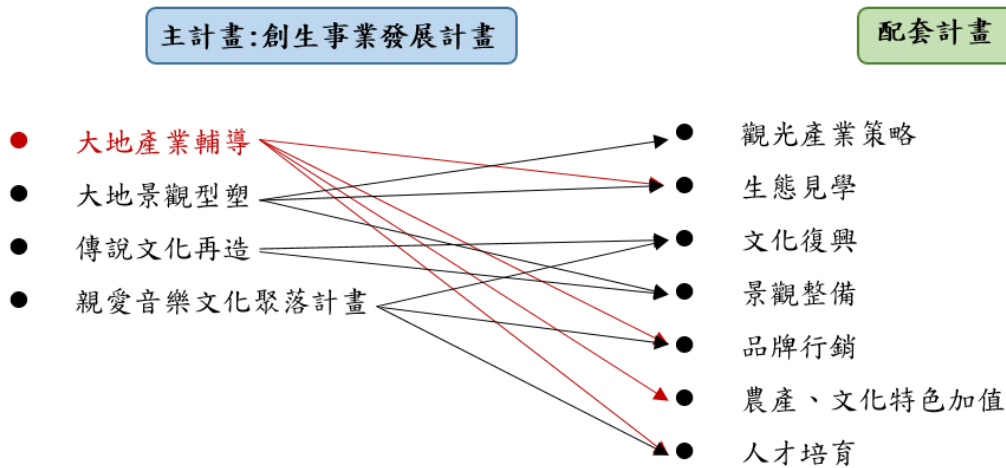 主計畫:創生事業發展計畫
配套計畫
大地產業輔導
大地景觀型塑
傳說文化再造
親愛音樂文化聚落計畫
觀光產業策略
生態見學
文化復興
景觀整備
品牌行銷
農產、文化特色加值
人才培育